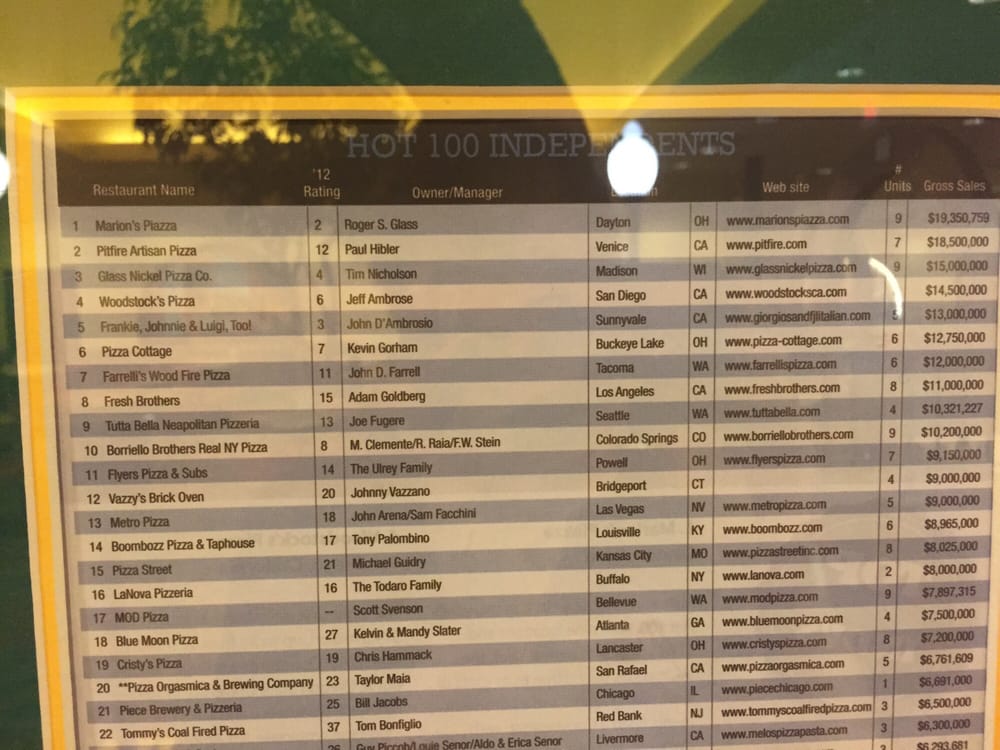 HOT 100 INDEPENDENTS
Restaurant Name '12 Rating Owner/Manager Web site # Units Gross Sales
1 Marion's Piazza 2 Roger S. Glass Dayton OH www.marionspiazza.com 9 $19,350,759
2 Pitfire Artisan Pizza 12 Paul Hibler Venice CA www.pitfire.com 7 $18,500,000
3 Glass Nickel Pizza Co. 4 Tim Nicholson Madison WI www.glassnickelpizza.com 9 $15,000,000
4 Woodstock's Pizza 6 Jeff Ambrose San Diego CA www.woodstocksca.com $14,500,000
5 Frankie, Johnnie & Luigi, Too! 3 John D'Ambrosio Sunnyvale CA www.giorgiosandfjlitalian.com 5 $13,000,000
6 Pizza Cottage 7 Kevin Gorham Buckeye Lake OH www.pizza-cottage.com 6 $12,750,000
7 Farrelli's Wood Fire Pizza 11 John D. Farrell Tacoma WA www.farrellispizza.com 6 $12,000,000
8 Fresh Brothers 15 Adam Goldberg Los Angeles CA www.freshbrothers.com 8 $11,000,000
9 Tutta Bella Neapolitan Pizzeria 13 Joe Fugere Seattle WA www.tuttabella.com 4 $10,321,227
10 Borriello Brothers Real NY Pizza 8 M. Clemente/R. Raia/F.W. Stein Colorado Springs CO www.borriellobrothers.com 9 $10,200,000
11 Flyers Pizza & Subs 14 The Ulrey Family Powell OH www.flyerspizza.com 7 $9,150,000
12 Vazzy's Brick Oven 20 Johnny Vazzano Bridgeport CT 4 $9,000,000
13 Metro Pizza 18 John Arena/Sam Facchini Las Vegas NV www.metropizza.com 5 $9,000,000
14 Boombozz Pizza & Taphouse 17 Tony Palombino Louisville KY www.boombozz.com 6 $8,965,000
15 Pizza Street 21 Michael Guidry Kansas City MO www.pizzastreetinc.com 8 $8,025,000
16 LaNova Pizzeria 16 The Todaro Family Buffalo NY www.lanova.com 2 $8,000,000
17 MOD Pizza -- Scott Svenson Bellevue WA www.modpizza.com 9 $7,897,315
18 Blue Moon Pizza 27 Kelvin & Mandy Slater Atlanta GA www.bluemoonpizza.com 4 $7,500,000
19 Cristy's Pizza 19 Chris Hammack Lancaster OH www.cristyspizza.com 8 $7,200,000
20 **Pizza Orgasmica & Brewing Company 23 Taylor Maia San Rafael CA www.pizzaorgasmica.com 5 $6,761,609
21 Piece Brewery & Pizzeria 25 Bill Jacobs Chicago IL www.piecechicago.com 1 $6,691,000
22 Tommy's Coal Fired Pizza 37 Tom Bonfiglio Red Bank NJ www.tommyscoalfiredpizza.com 3 $6,500,000
Senor/Aldo & Erica Senor Livermore CA www.melospizzapasta.com 3 $6,300,000
$6,293,681